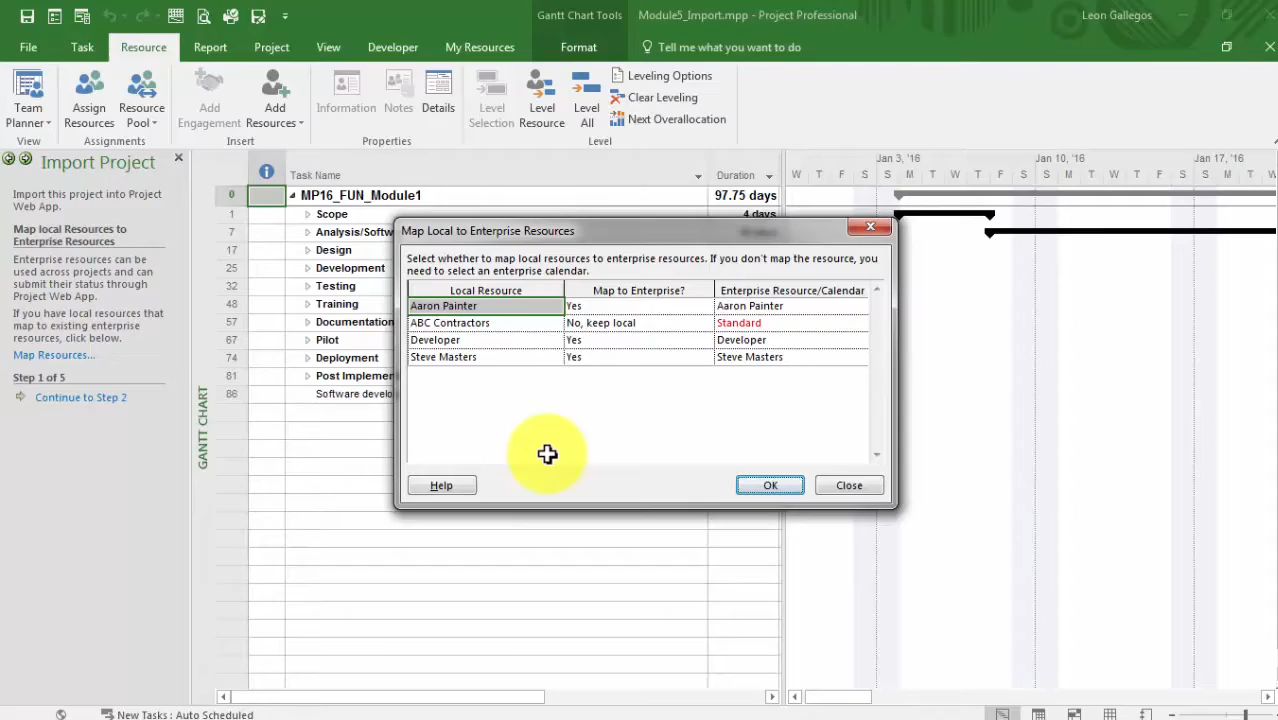 Gantt Chart Tools
Module5_Import.mpp - Project Professional
Leon Gallegos
File Task Resource Report Project View Developer My Resources Format Tell me what you want to do
Team Planner
Assign Resources
Resource Pool
Add Engagement
Add Resources
Information
Notes
Details
Level Selection
Level Resource
Level All
Leveling Options
Clear Leveling
Next Overallocation
View Assignments Insert Properties Level
Import Project
Import this project into Project
Web App.
Map local Resources to
Enterprise Resources
Enterprise resources can be
used across projects and can
submit their status through
Project Web App.
If you have local resources that
map to existing enterprise
resources, click below.
Map Resources...
Step 1 of 5
Continue to Step 2
GANTT CHART
Task Name Duration
0 MP16_FUN_Module1 97.75 days
1 Scope 4 days
7 Analysis/Softw
17 Design
25 Development
32 Testing
48 Training
57 Documentation
67 Pilot
74 Deployment
81 Post Implemen
86 Software develo
Jan 3, '16 Jan 10, '16 Jan 17, '16
W T F S S M T W T F S S M T W T F S S M T W
Map Local to Enterprise Resources
Select whether to map local resources to enterprise resources. If you don't map the resource, you
need to select an enterprise calendar.
Local Resource Map to Enterprise? Enterprise Resource/Calendar
Aaron Painter Yes Aaron Painter
ABC Contractors No, keep local Standard
Developer Yes Developer
Steve Masters Yes Steve Masters
Help OK Close
New Tasks : Auto Scheduled